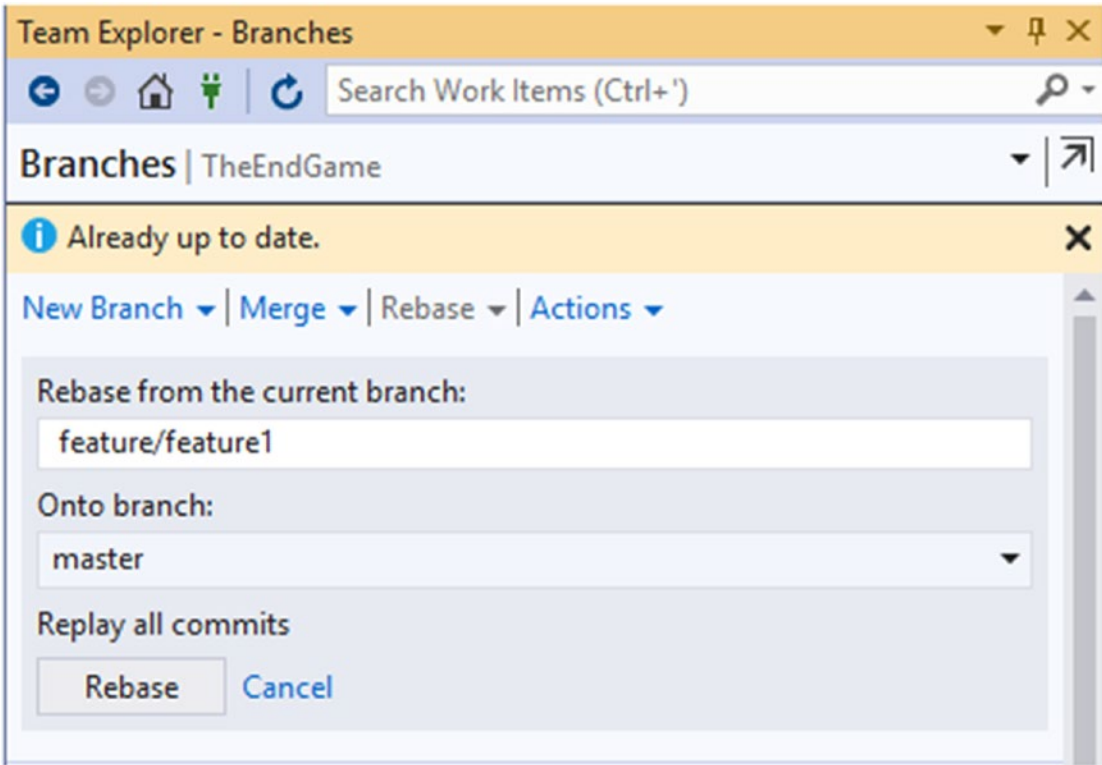 Team Explorer - Branches
Search Work Items (Ctrl+')
Branches | TheEndGame
Already up to date.
New Branch | Merge | Rebase | Actions
Rebase from the current branch:
feature/feature1
Onto branch:
master
Replay all commits
Rebase Cancel